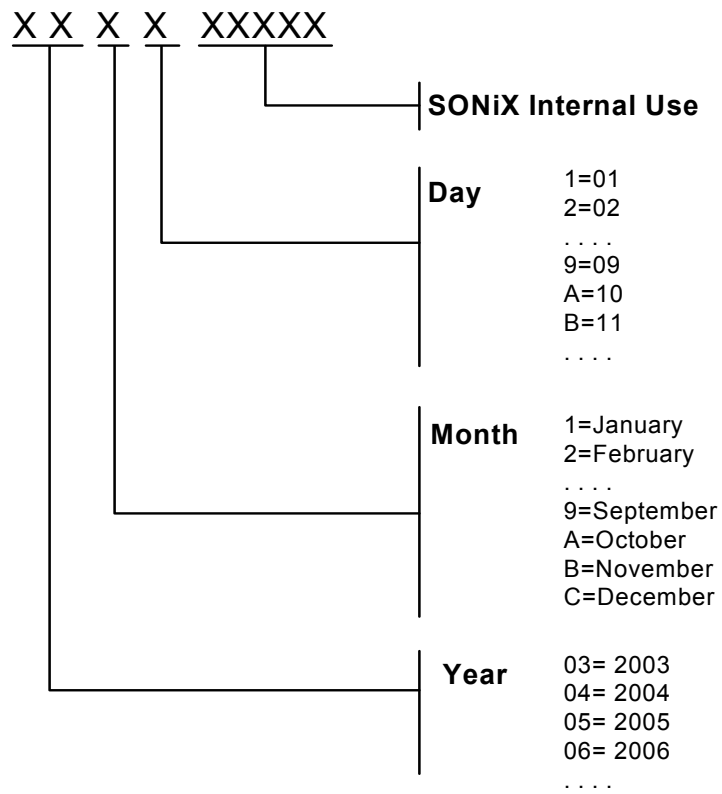 X X X X XXXXX
SONiX Internal Use
Day
1=01
2=02
. . . .
9=09
A=10
B=11
. . . .
Month
1=January
2=February
. . . .
9=September
A=October
B=November
C=December
Year
03= 2003
04= 2004
05= 2005
06= 2006
. . . .